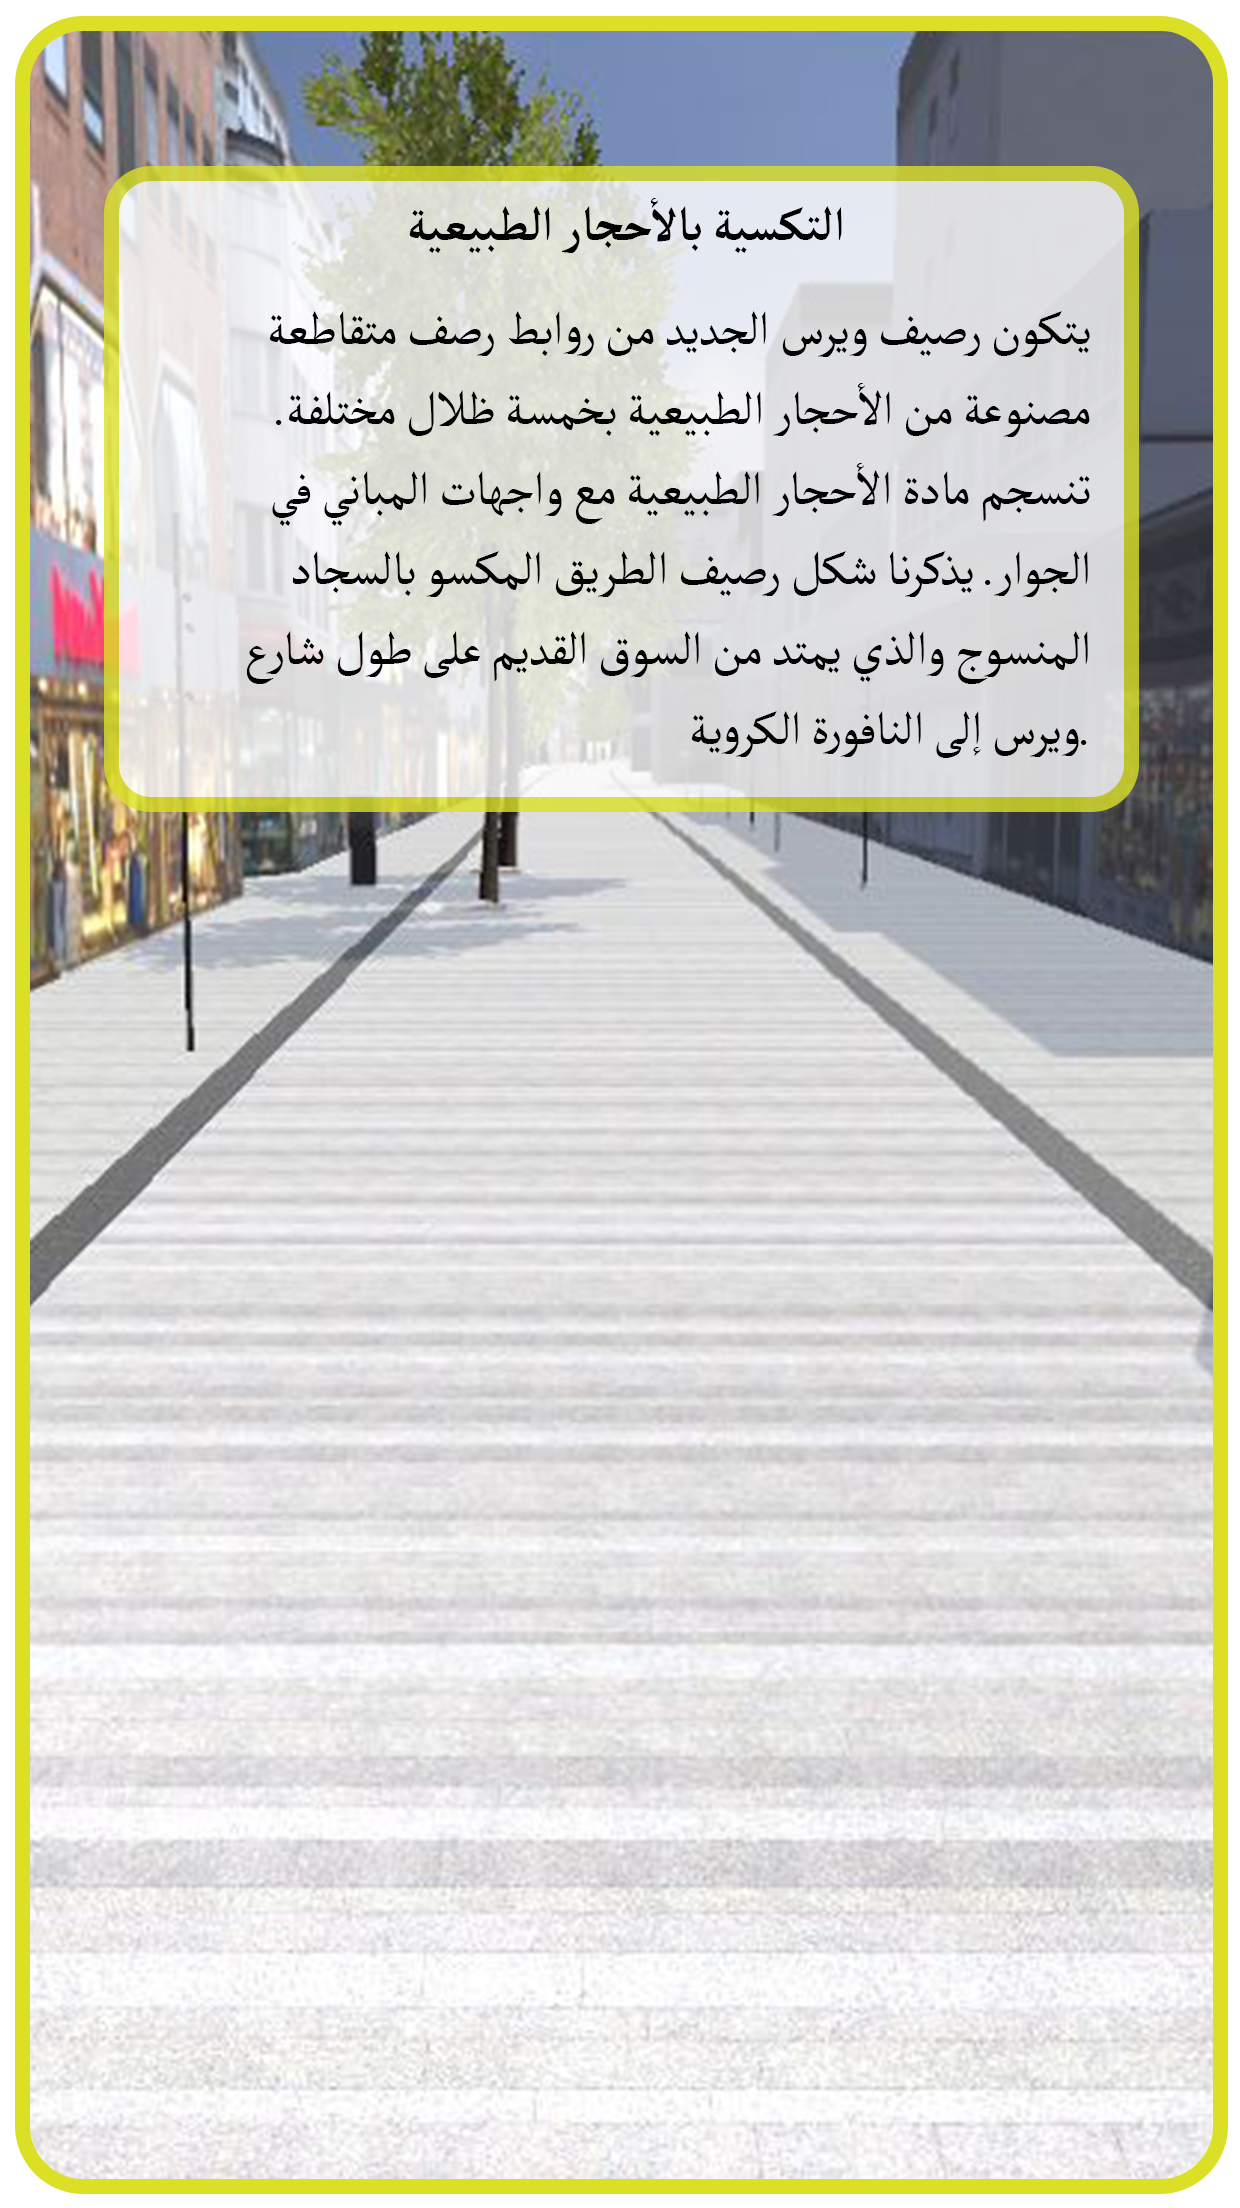 التكسية بالأحجار الطبيعية
يتكون رصيف ويرس الجديد من روابط رصف متقاطعة
مصنوعة من الأحجار الطبيعية بخمسة ظلال مختلفة.
تنسجم مادة الأحجار الطبيعية مع واجهات المباني في
الجوار. يذكرنا شكل رصيف الطريق المكسو بالسجاد
المنسوج والذي يمتد من السوق القديم على طول شارع
.ويرس إلى النافورة الكروية